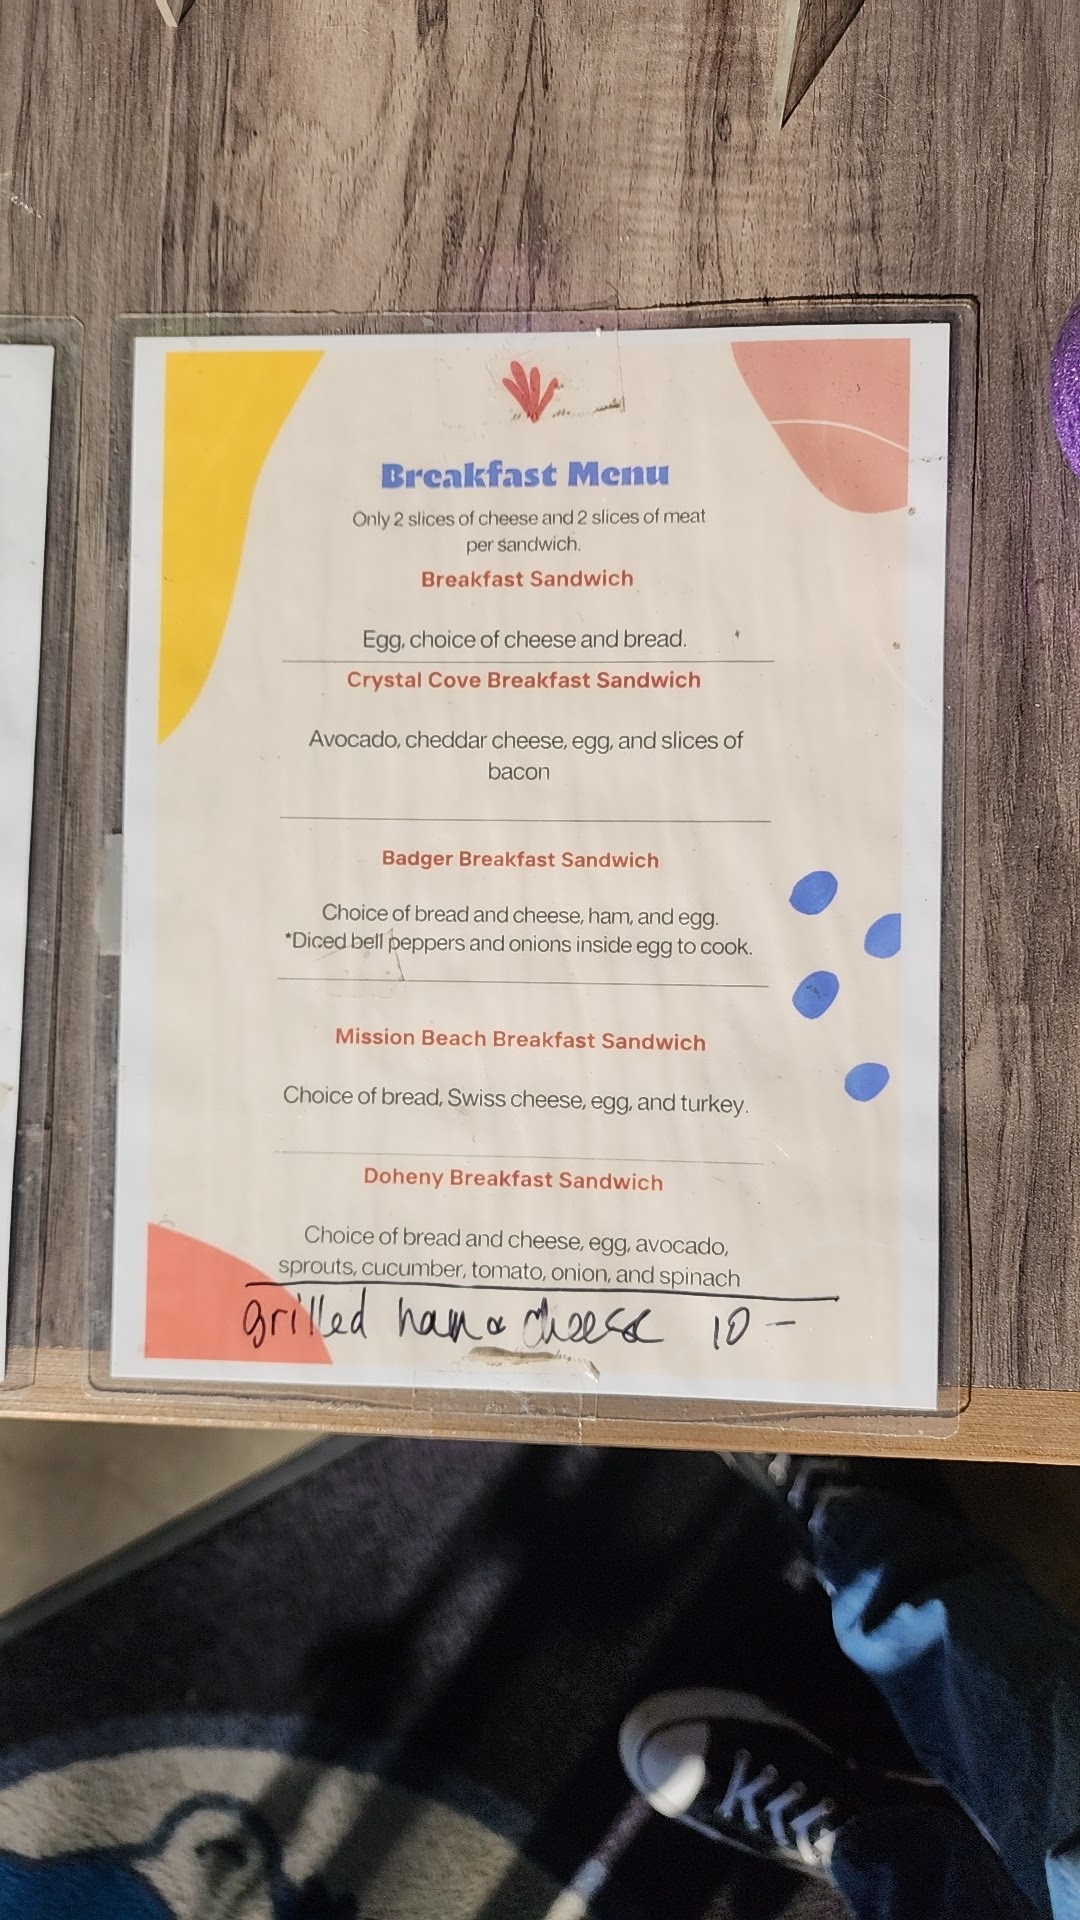 Breakfast Menu
Only 2 slices of cheese and 2 slices of meat
per sandwich.
Breakfast Sandwich
Egg, choice of cheese and bread.
Crystal Cove Breakfast Sandwich
Avocado, cheddar cheese, egg, and slices of
bacon
Badger Breakfast Sandwich
Choice of bread and cheese, ham, and egg.
*Diced bell peppers and onions inside egg to cook.
Mission Beach Breakfast Sandwich
Choice of bread, Swiss cheese, egg, and turkey.
Doheny Breakfast Sandwich
Choice of bread and cheese, egg, avocado,
sprouts, cucumber, tomato, onion, and spinach
grilled ham & cheese 10 –